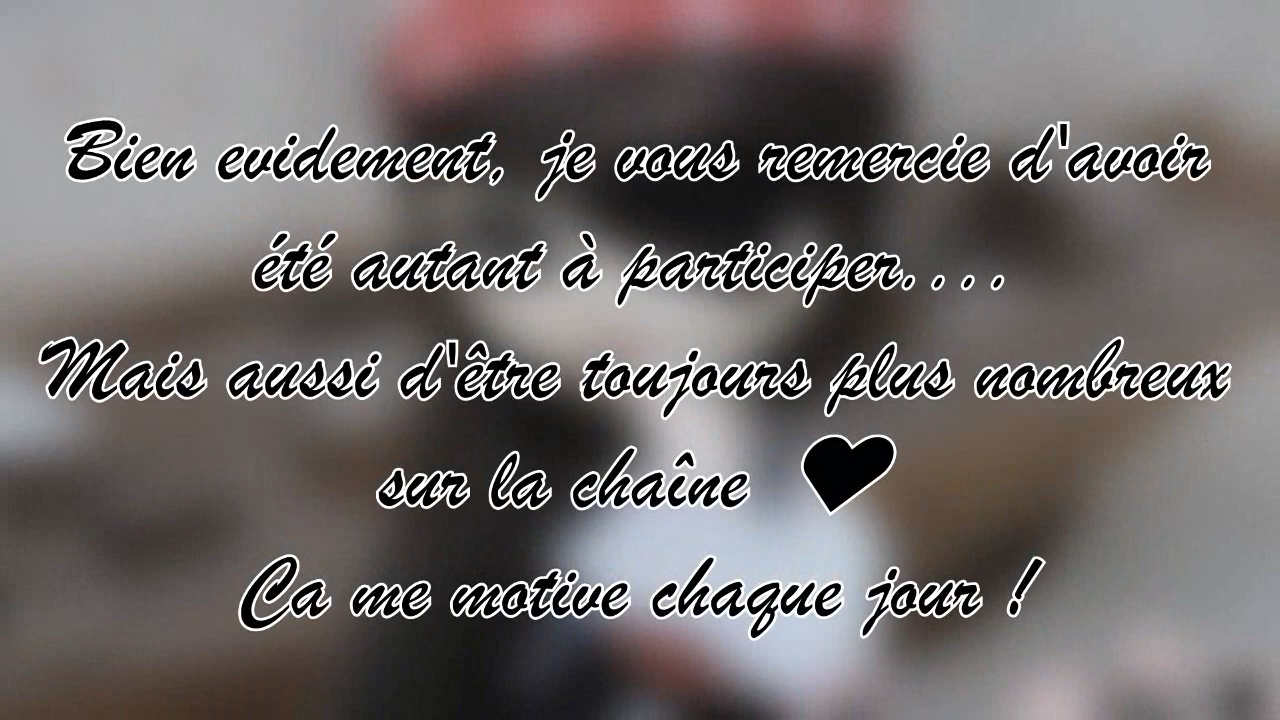 Bien evidement, je vous remercie d'avoir
été autant à participer....
Mais aussi d'être toujours plus nombreux
sur la chaîne ♥
Ca me motive chaque jour !